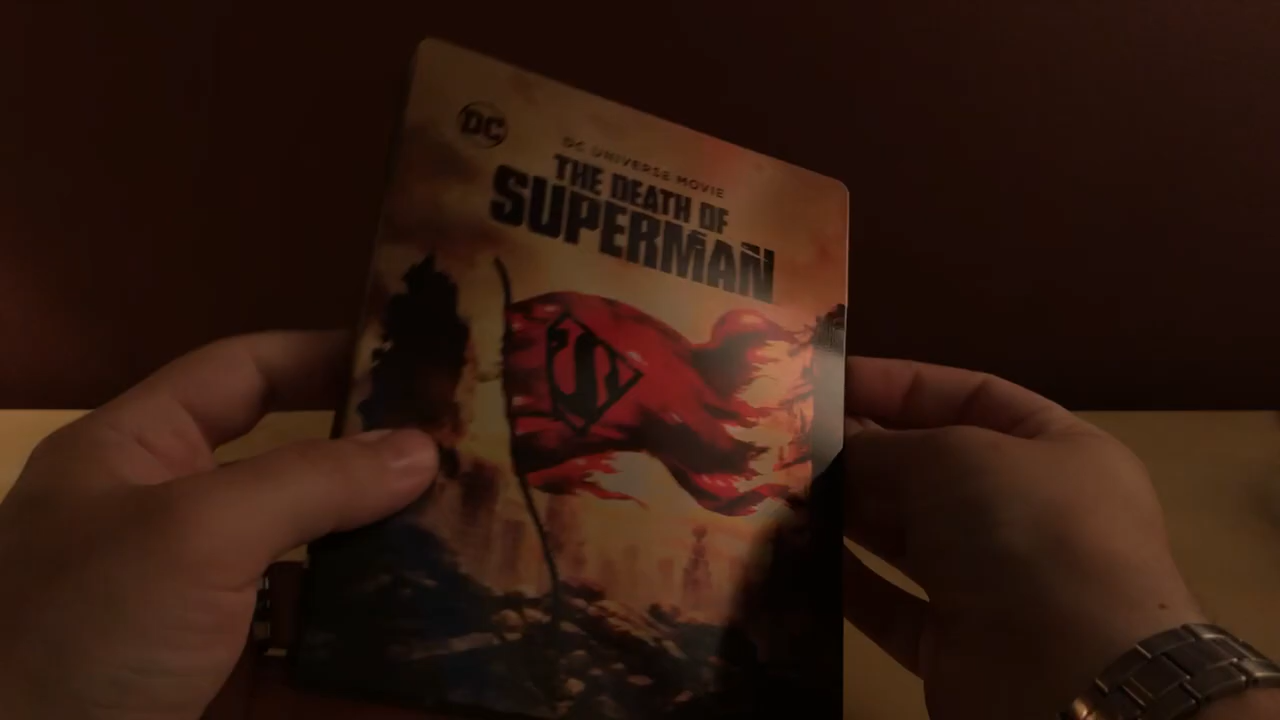 DC
DC UNIVERSE MOVIE
THE DEATH OF
SUPERMAN
S